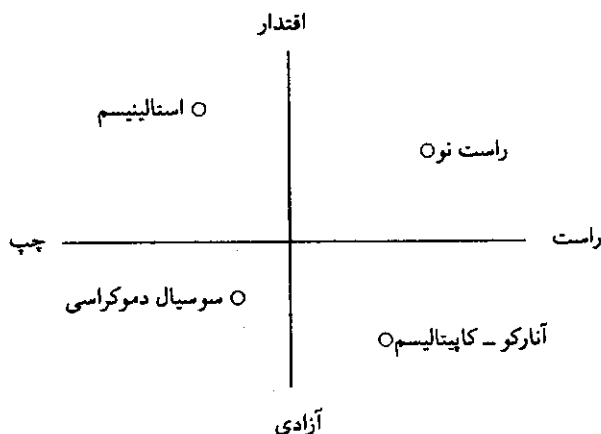 اقتدار
استالینیسم
راست نو
راست
چپ
سوسیال دموکراسی
آنارکو ـ کاپیتالیسم
آزادی